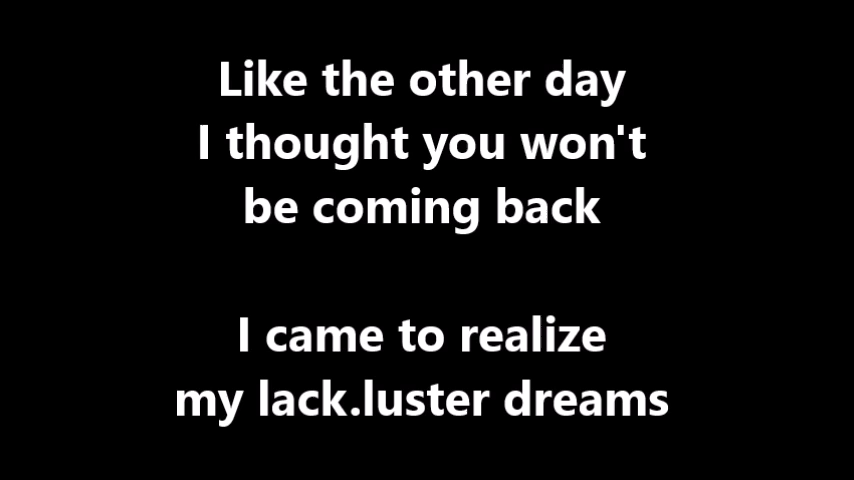 Like the other day
I thought you won't
be coming back
I came to realize
my lack.luster dreams